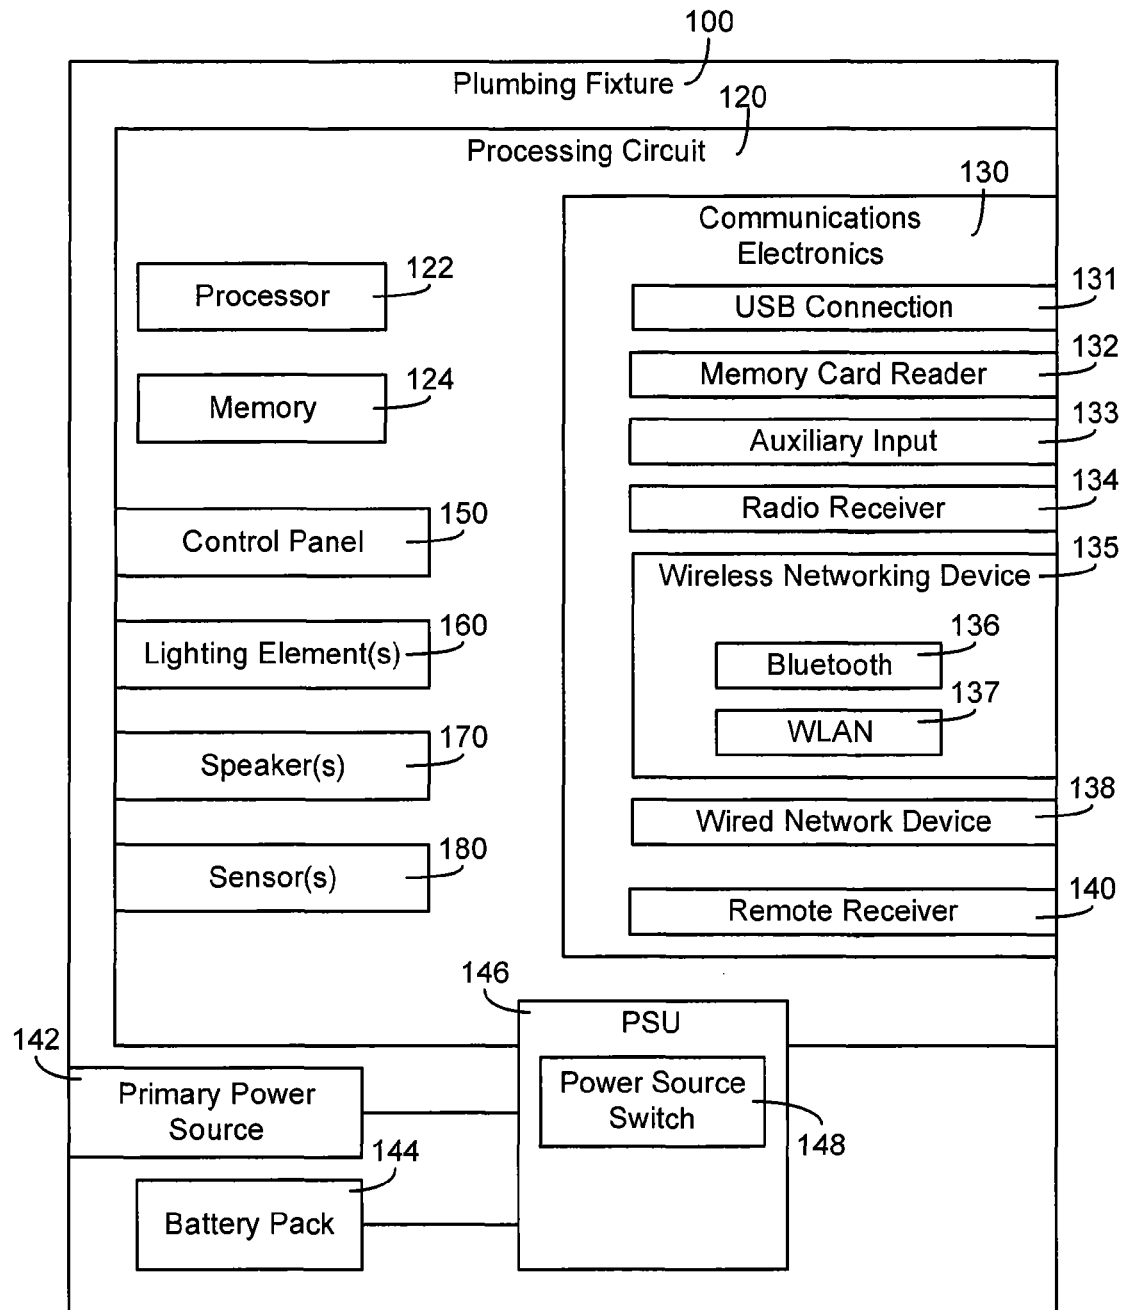 100
Plumbing Fixture
120
Processing Circuit
130
Communications
Electronics
122
Processor
131
USB Connection
132
Memory Card Reader
124
Memory
133
Auxiliary Input
134
Radio Receiver
150
Control Panel
135
Wireless Networking Device
136
Bluetooth
137
WLAN
160
Lighting Element(s)
170
Speaker(s)
138
Wired Network Device
180
Sensor(s)
140
Remote Receiver
146
PSU
142
Primary Power
Source
Power Source
Switch
148
144
Battery Pack